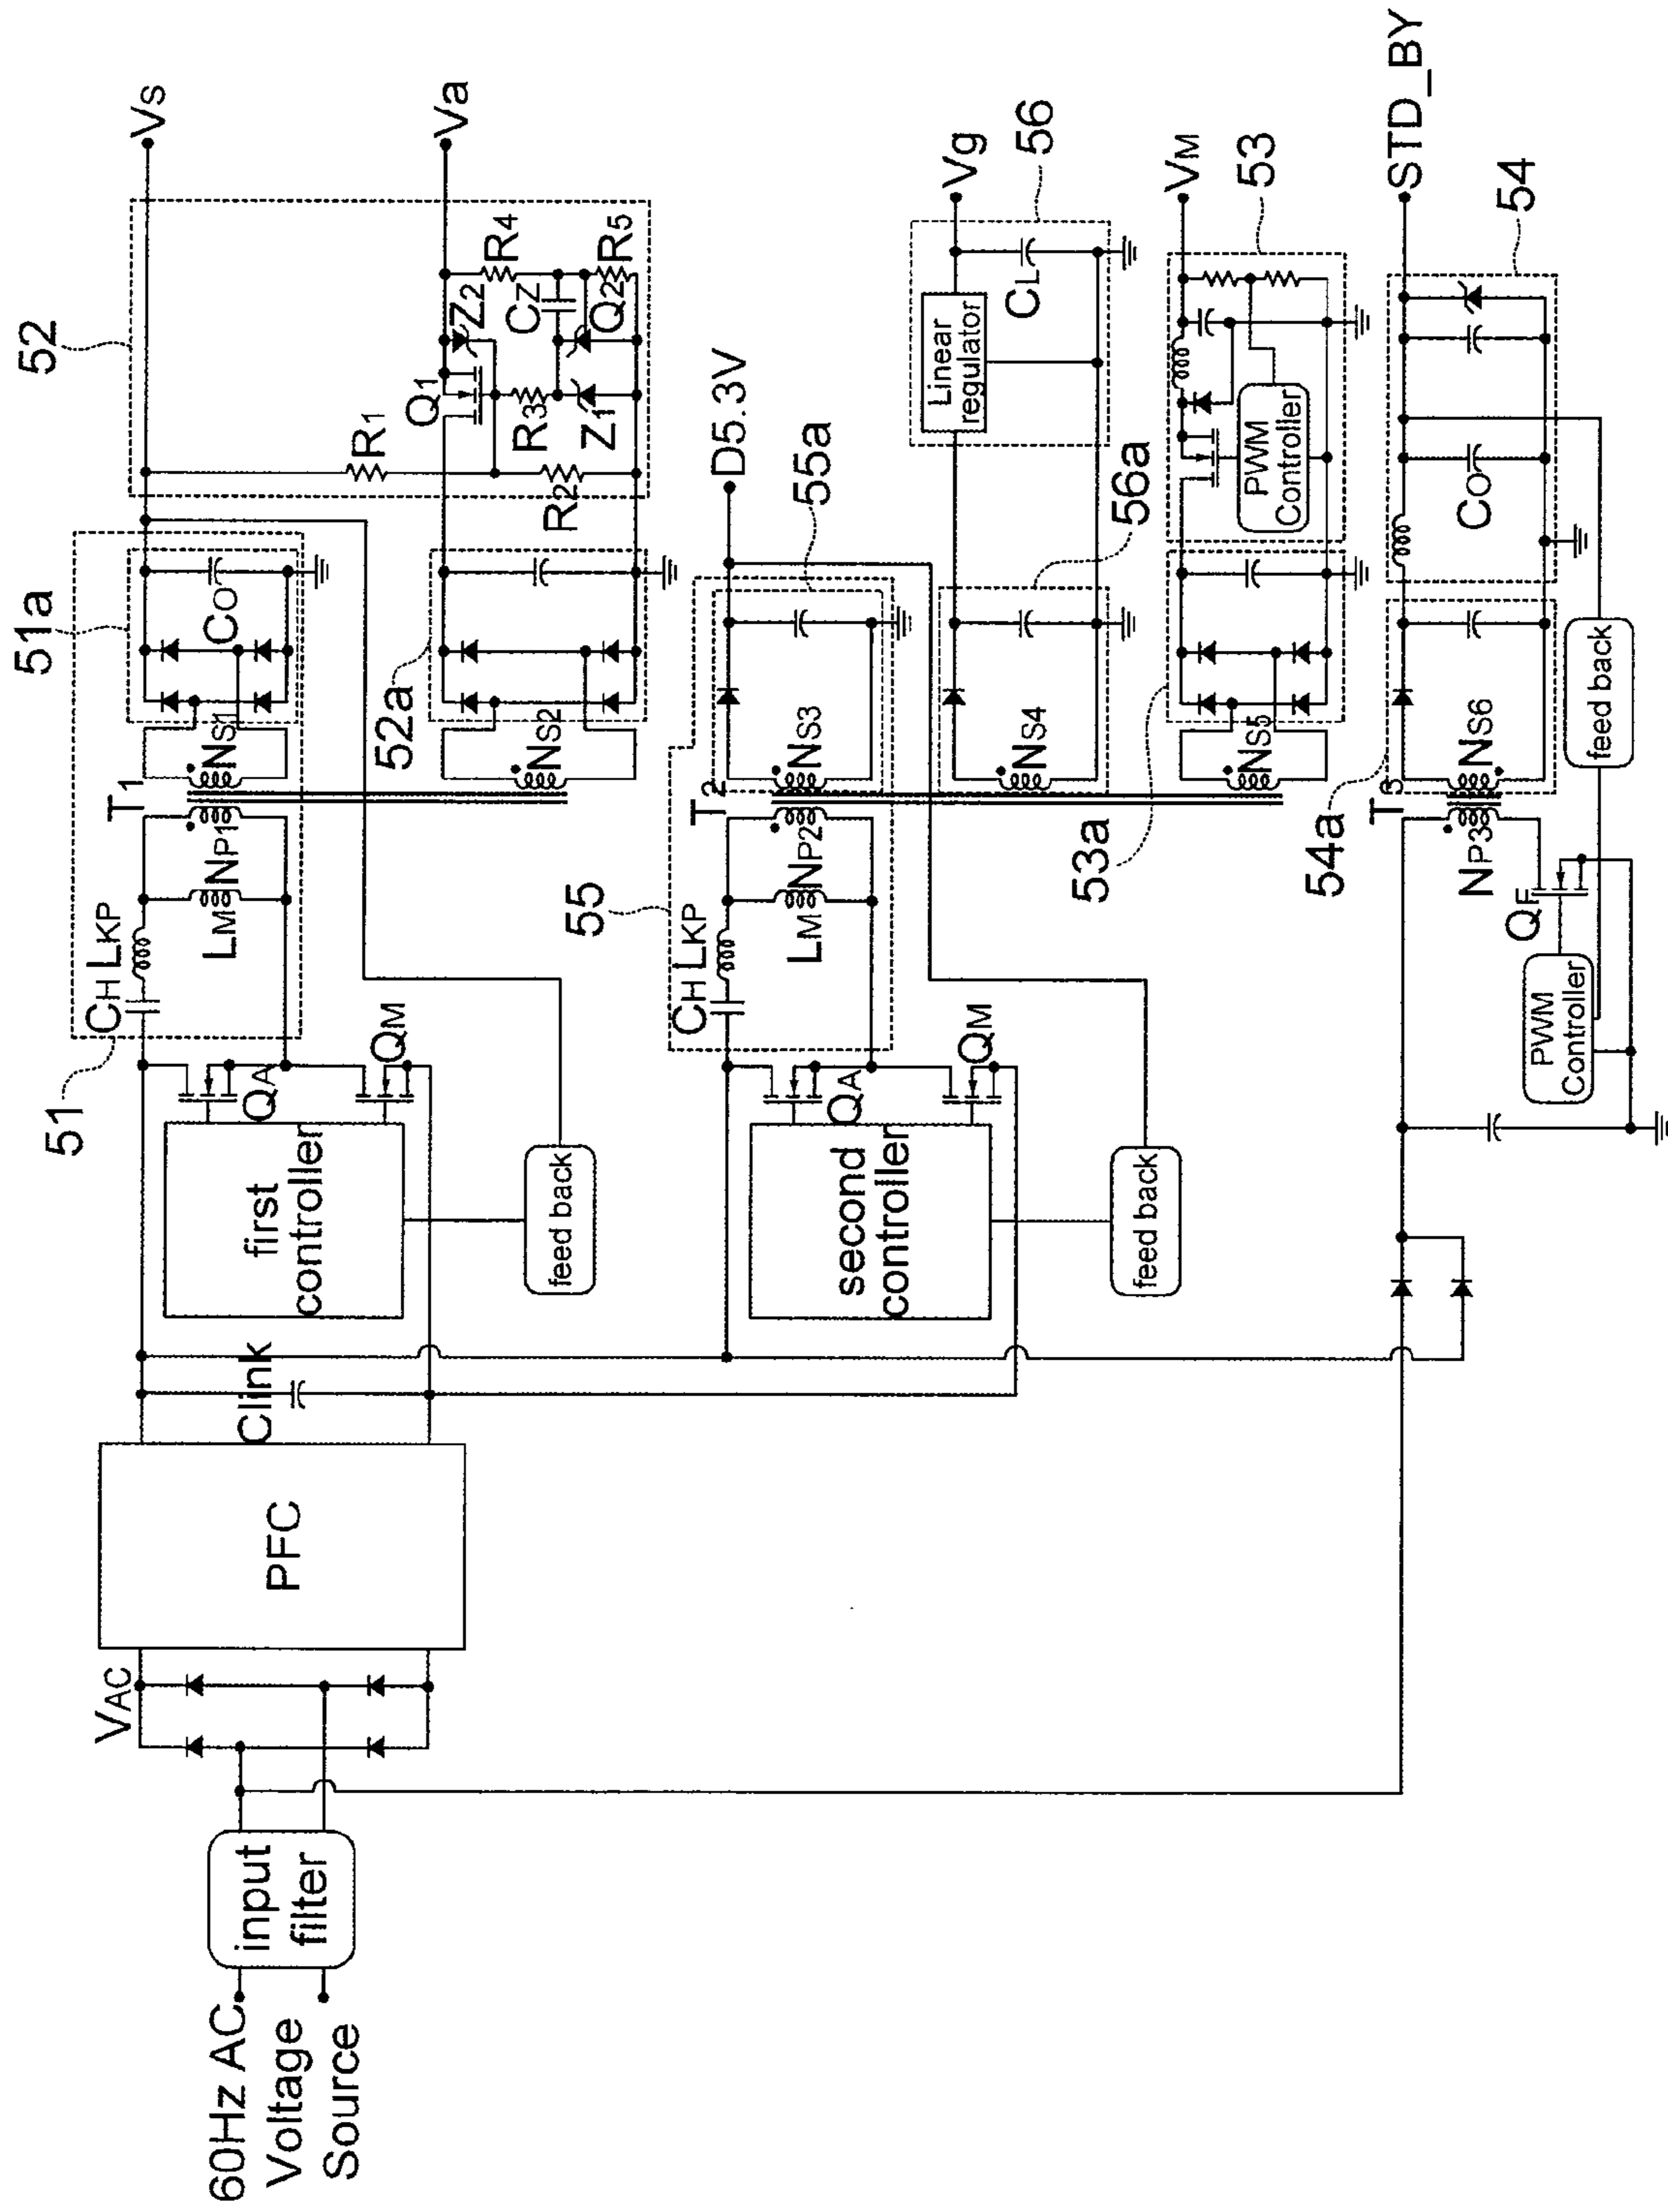 60Hz AC
Voltage
Source
input
filter
VAC
PFC
Clink
first
controller
feed back
QA
QM
51
CH
LKP
LM
NP1
T1
NS1
51a
CO
NS2
52a
52
R1
R2
Q1
R3
Z1
Z2
CZ
Q2
R4
R5
Vs
Va
second
controller
feed back
QA
QM
55
CH
LKP
LM
NP2
T2
NS3
55a
D5.3V
NS4
56a
Linear
regulator
CL
56
Vg
NS5
53a
PWM
Controller
53
VM
PWM
Controller
QF
NP3
T3
NS6
54a
feed back
CO
54
STD_BY